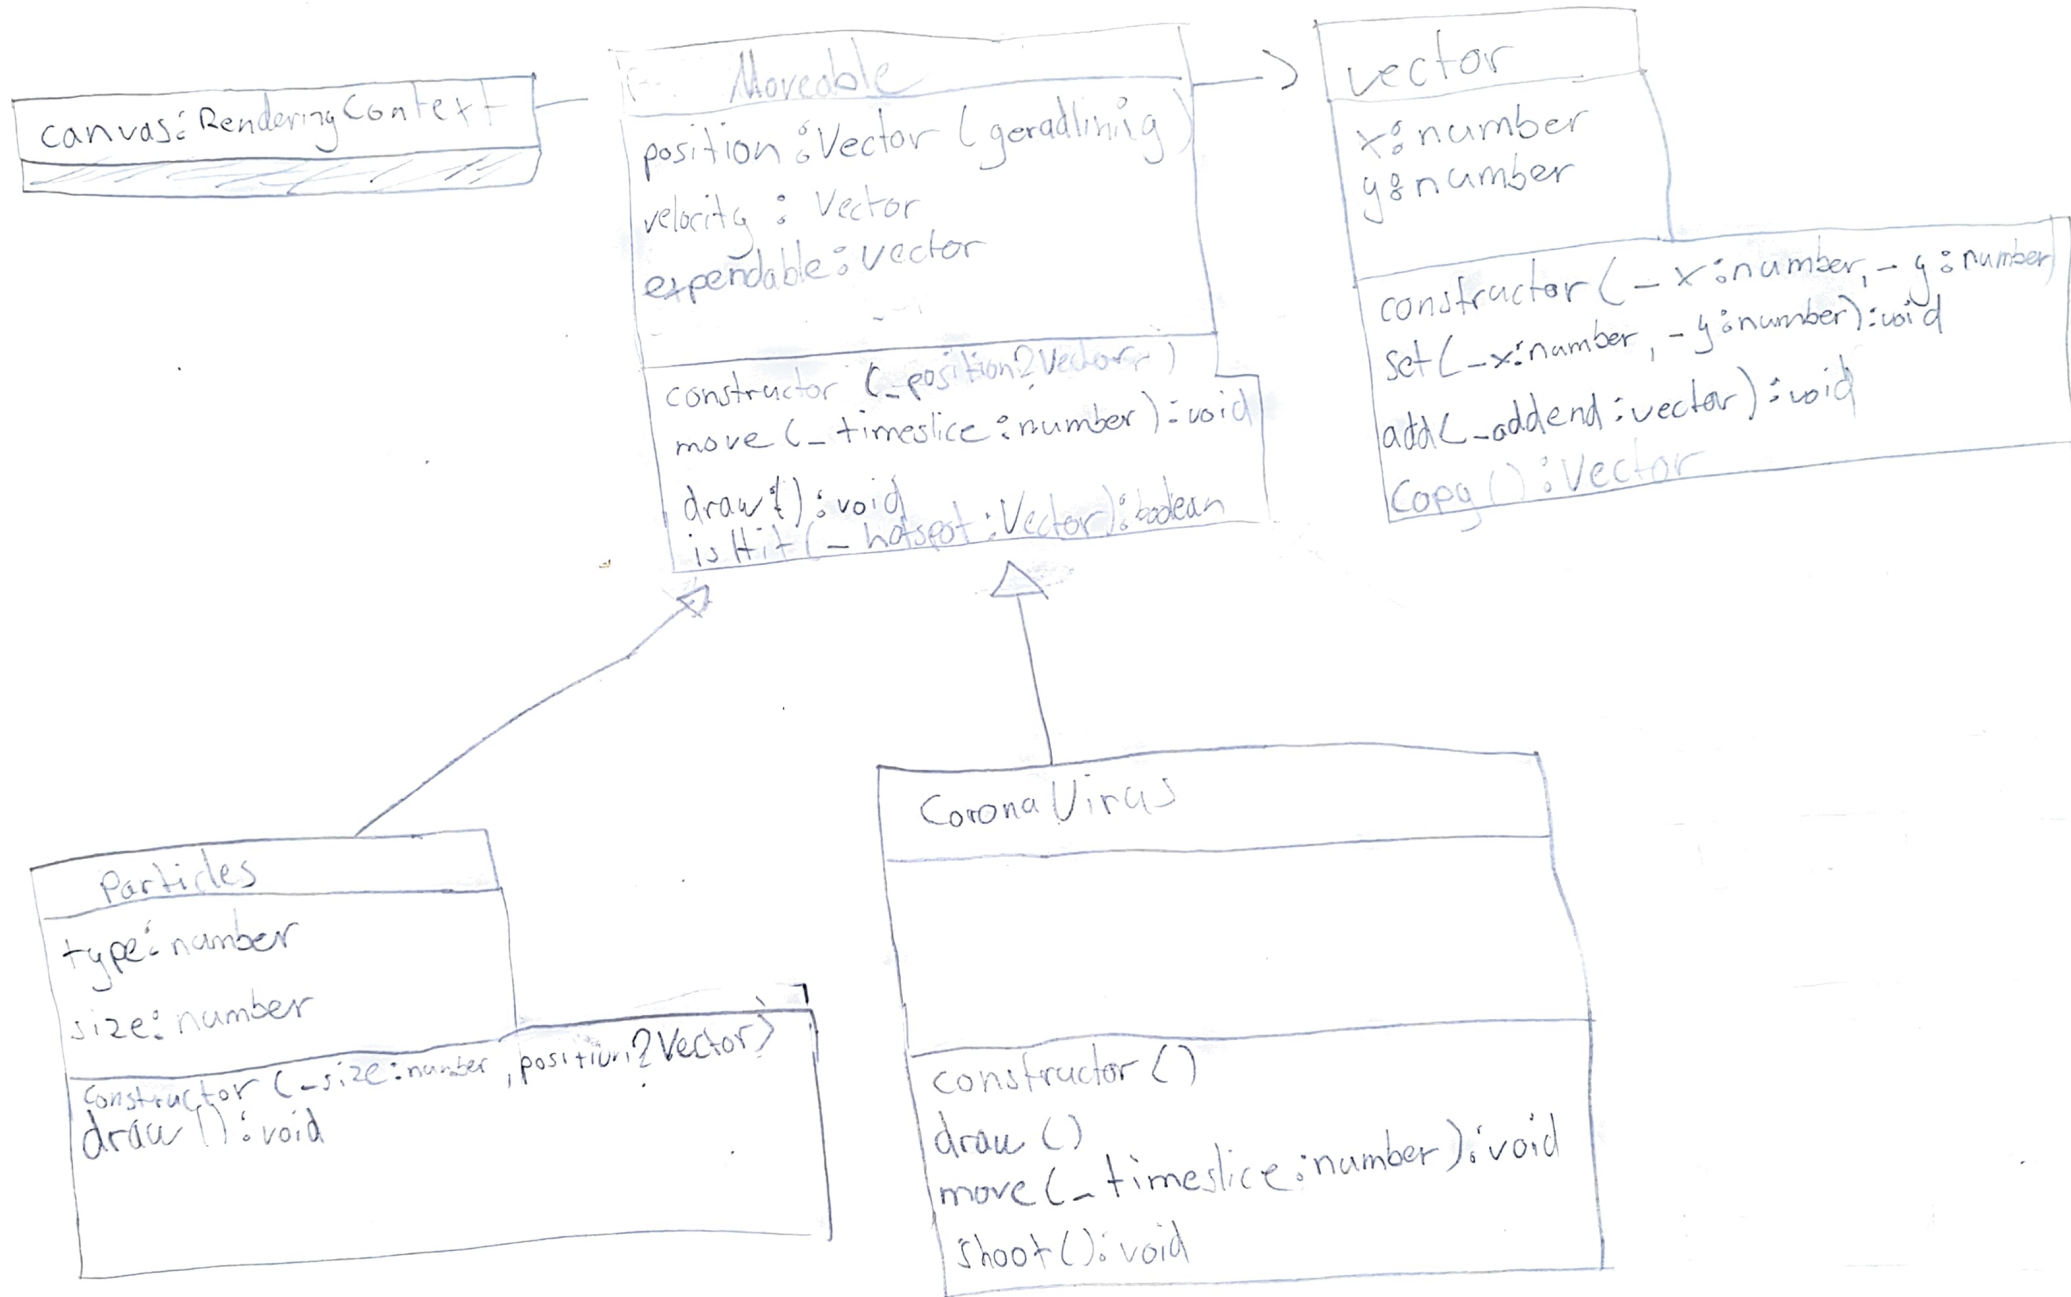 canvas:RenderingContext
Moveable
position:Vector (geradlinig)
velocity: Vector
expendable:Vector
constructor (_position?Vector)
move (_timeslice:number):void
draw():void
isHit(_hotspot:Vector):boolean
vector
x:number
y:number
constructor(_x:number,_y:number)
set(_x:number,_y:number):void
add(_addend:vector):void
Copy():Vector
Particles
type:number
size:number
constructor (_size:number,position?Vector)
draw():void
CoronaVirus
constructor()
draw()
move(_timeslice:number):void
shoot():void